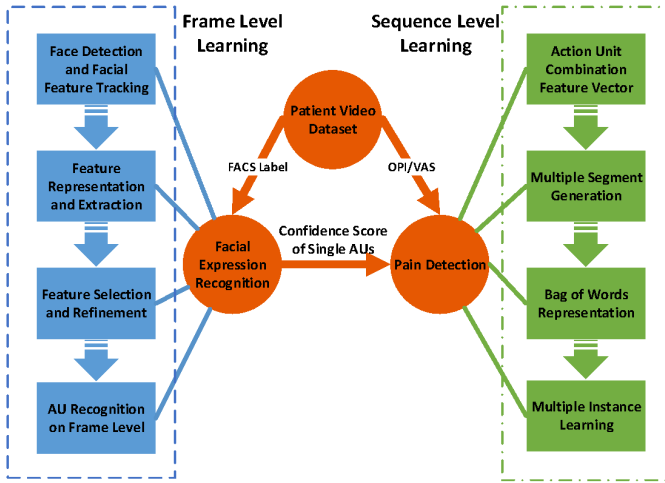 Frame Level
Learning
Sequence Level
Learning
Face Detection
and Facial
Feature Tracking
Feature
Representation
and Extraction
Feature Selection
and Refinement
AU Recognition
on Frame Level
Patient Video
Dataset
FACS Label
OPI/VAS
Facial
Expression
Recognition
Confidence Score
of Single AUs
Pain Detection
Action Unit
Combination
Feature Vector
Multiple Segment
Generation
Bag of Words
Representation
Multiple Instance
Learning